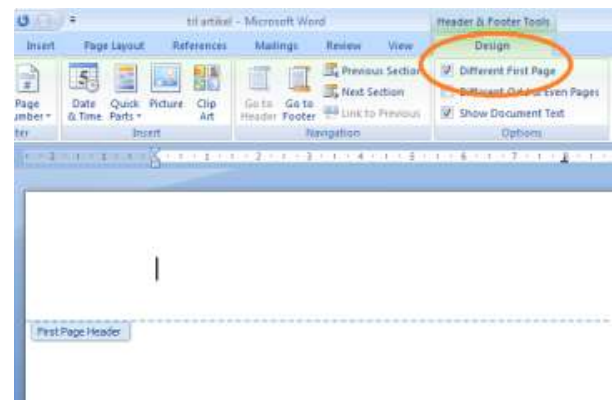 til artikel - Microsoft Word
Header & Footer Tools
Insert Page Layout References Mailings Review View Design
Page
Date
& Time
Quick
Parts
Picture
Clip
Art
Go to
Header
Go to
Footer
Previous Section
Next Section
Link to Previous
Different First Page
Different Odd & Even Pages
Show Document Text
Insert Navigation Options
First Page Header